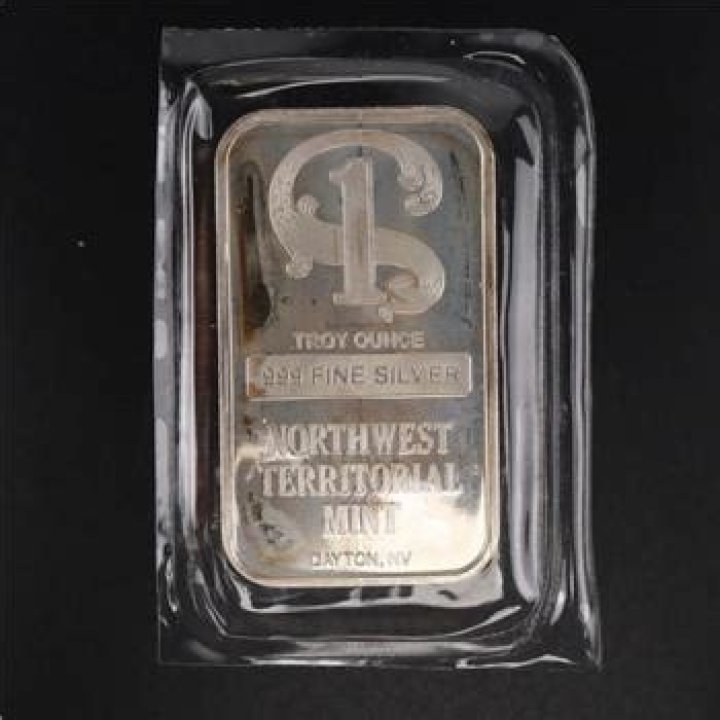 1
TROY OUNCE
999 FINE SILVER
NORTHWEST
TERRITORIAL
MINT
DAYTON, NV